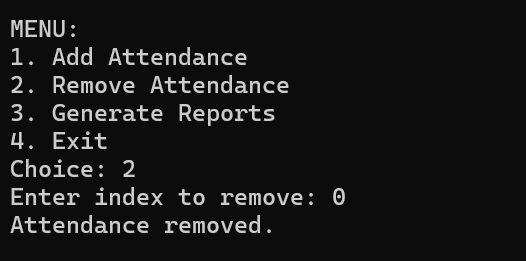 MENU:
1. Add Attendance
2. Remove Attendance
3. Generate Reports
4. Exit
Choice: 2
Enter index to remove: 0
Attendance removed.